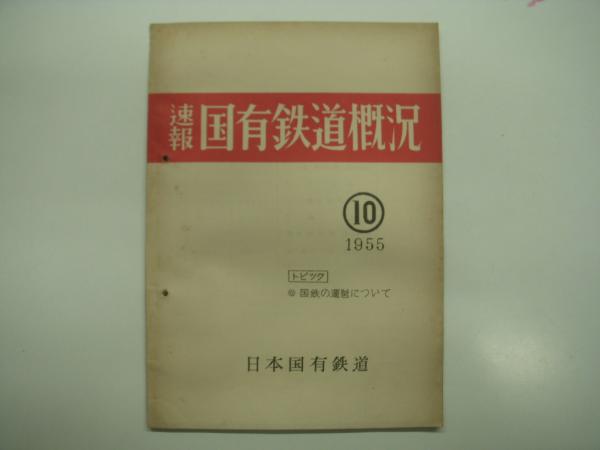 速報 国有鉄道概況
⑩
1955
トピック
◎ 国鉄の運制について
日本国有鉄道